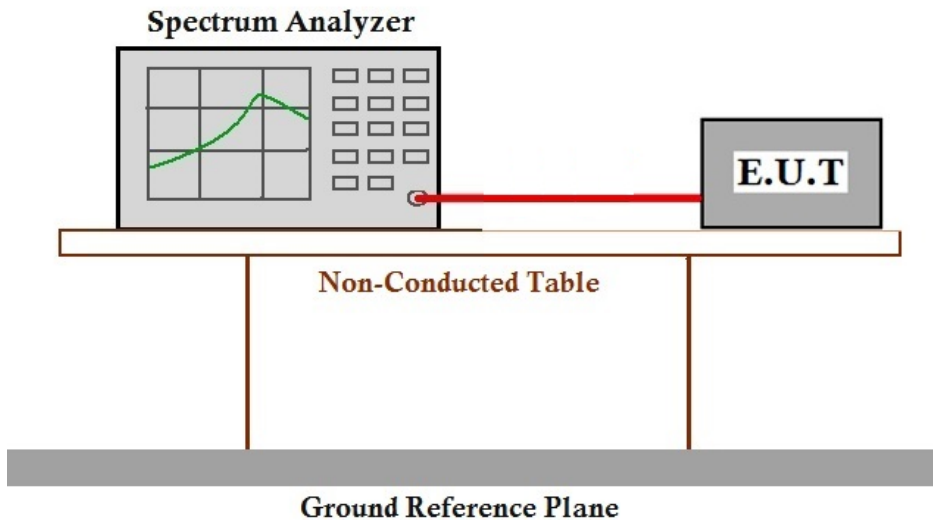 Spectrum Analyzer
E.U.T
Non-Conducted Table
Ground Reference Plane